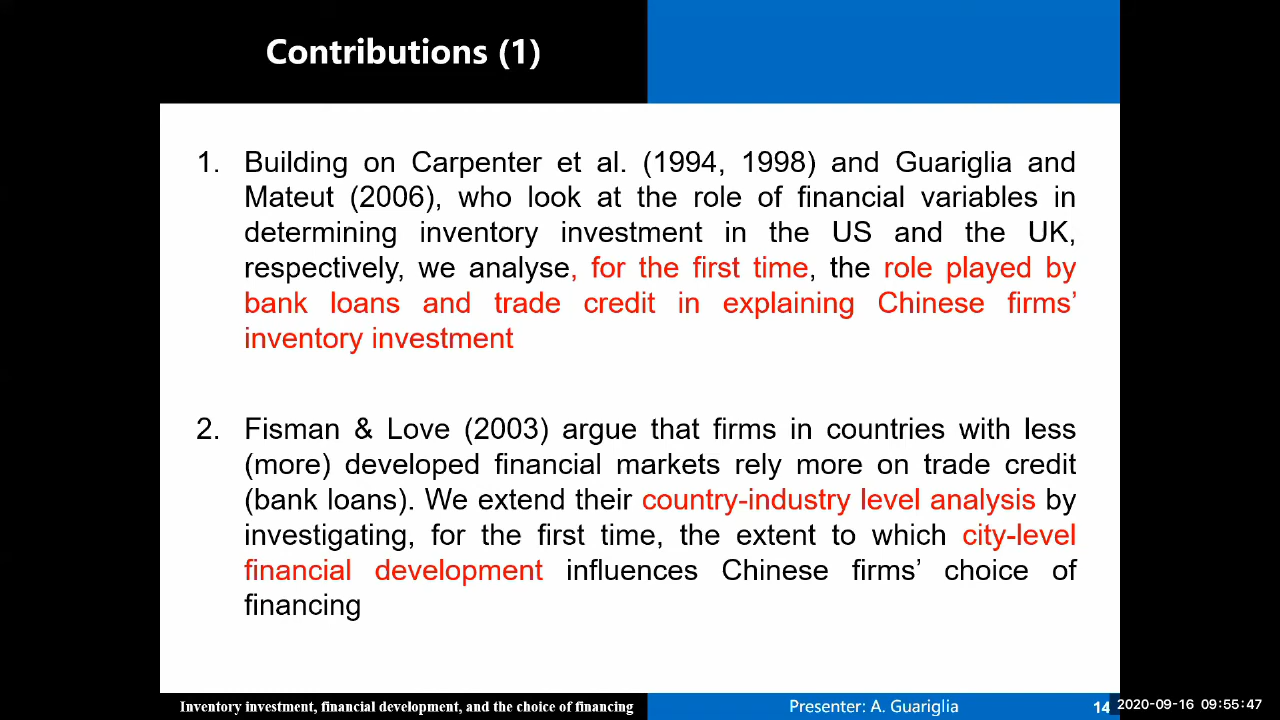 Contributions (1)
1. Building on Carpenter et al. (1994, 1998) and Guariglia and
Mateut (2006), who look at the role of financial variables in
determining inventory investment in the US and the UK,
respectively, we analyse, for the first time, the role played by
bank loans and trade credit in explaining Chinese firms’
inventory investment
2. Fisman & Love (2003) argue that firms in countries with less
(more) developed financial markets rely more on trade credit
(bank loans). We extend their country-industry level analysis by
investigating, for the first time, the extent to which city-level
financial development influences Chinese firms’ choice of
financing
Inventory investment, financial development, and the choice of financing
Presenter: A. Guariglia
14
2020-09-16 09:55:47